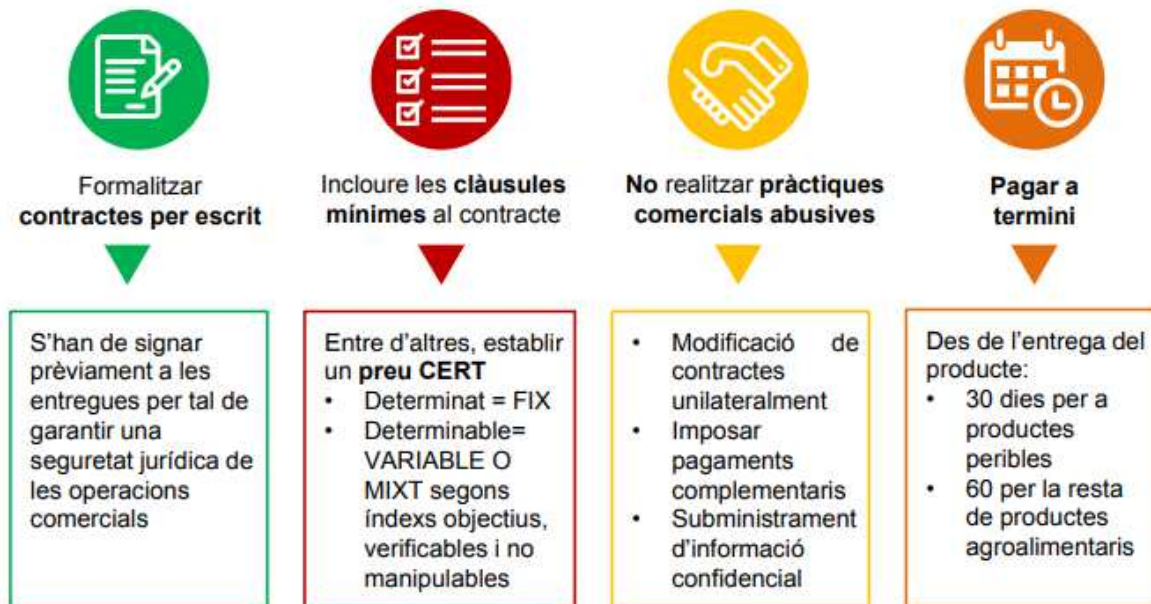 Formalitzar
contractes per escrit
S'han de signar
prèviament a les
entregues per tal de
garantir una
seguretat jurídica de
les operacions
comercials
Incloure les clàusules
mínimes al contracte
Entre d'altres, establir
un preu CERT
• Determinat = FIX
• Determinable=
VARIABLE O
MIXT segons
índexs objectius,
verificables i no
manipulables
No realitzar pràctiques
comercials abusives
• Modificació de
contractes
unilateralment
• Imposar
pagaments
complementaris
• Subministrament
d'informació
confidencial
Pagar a
termini
Des de l'entrega del
producte:
• 30 dies per a
productes
peribles
• 60 per la resta
de productes
agroalimentaris